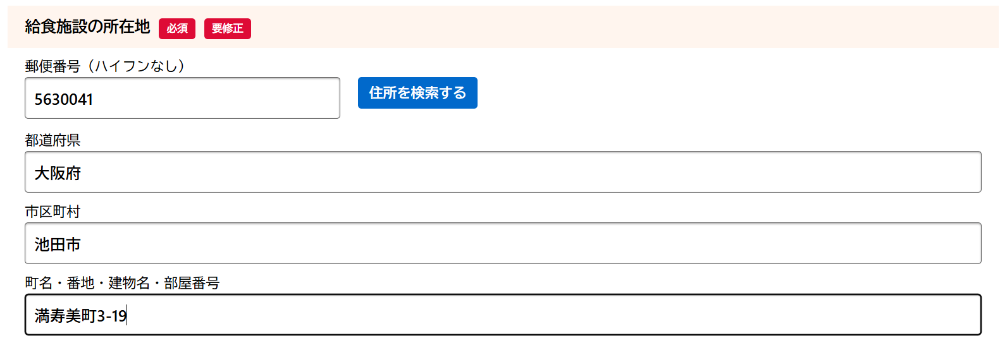 給食施設の所在地 必須 要修正
郵便番号（ハイフンなし）
5630041 住所を検索する
都道府県
大阪府
市区町村
池田市
町名・番地・建物名・部屋番号
満寿美町3-19